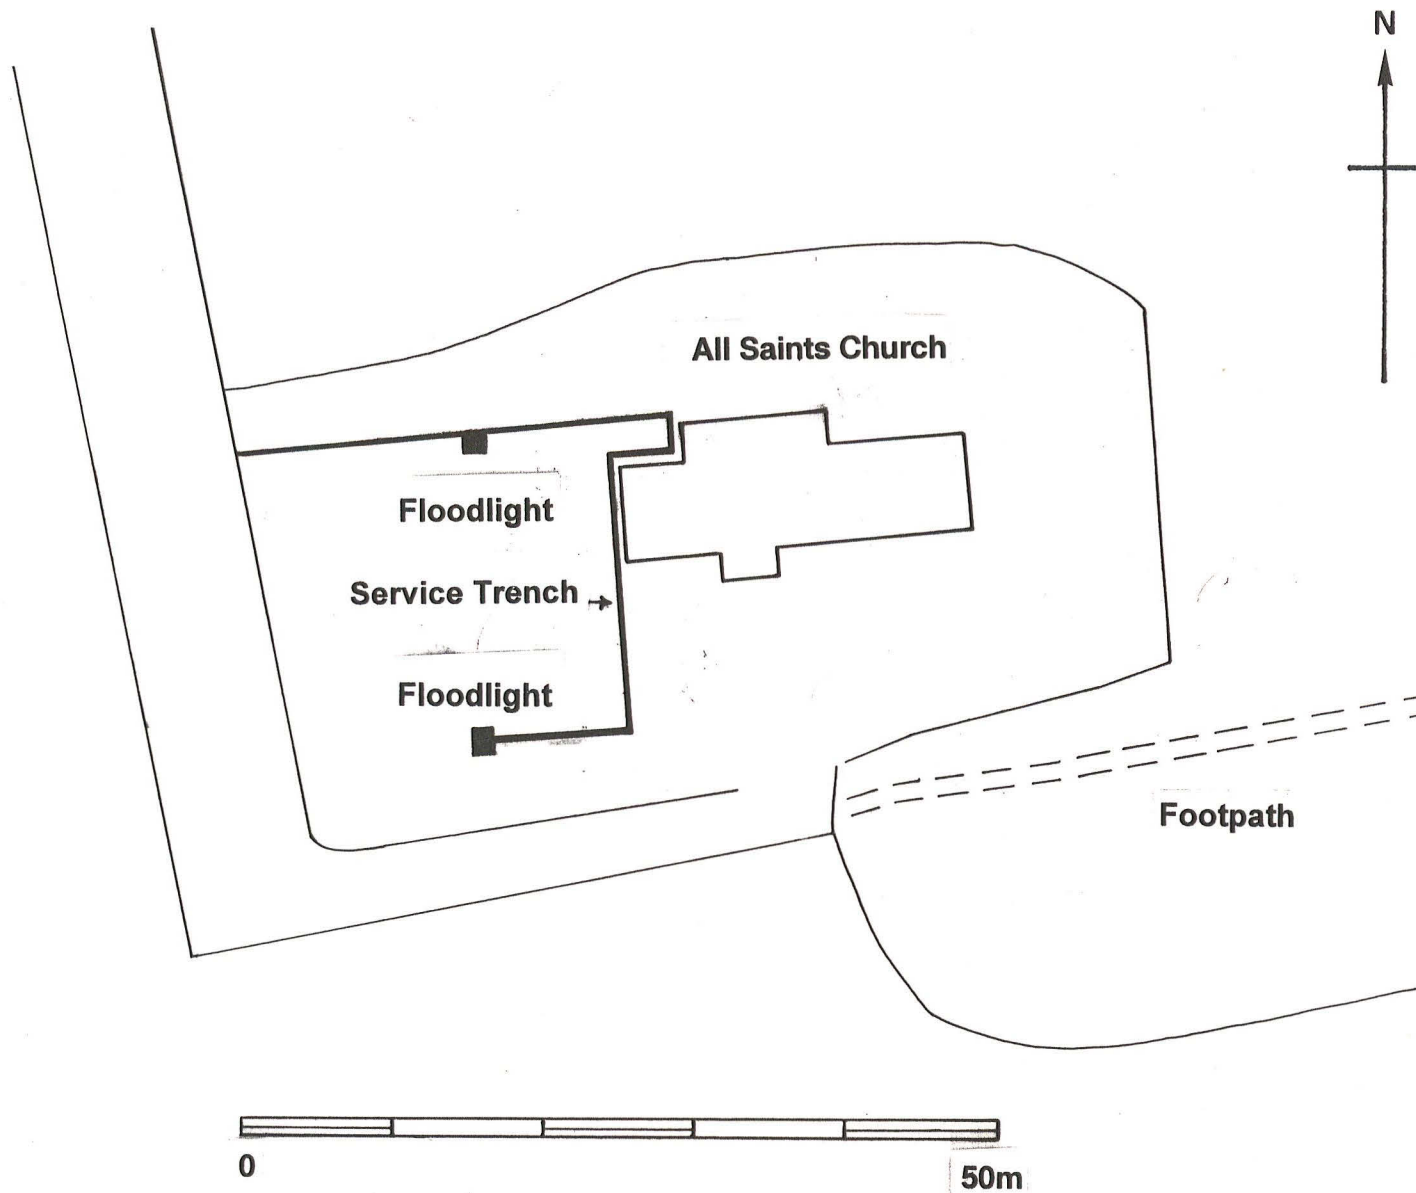 N
All Saints Church
Floodlight
Service Trench
Floodlight
Footpath
0
50m